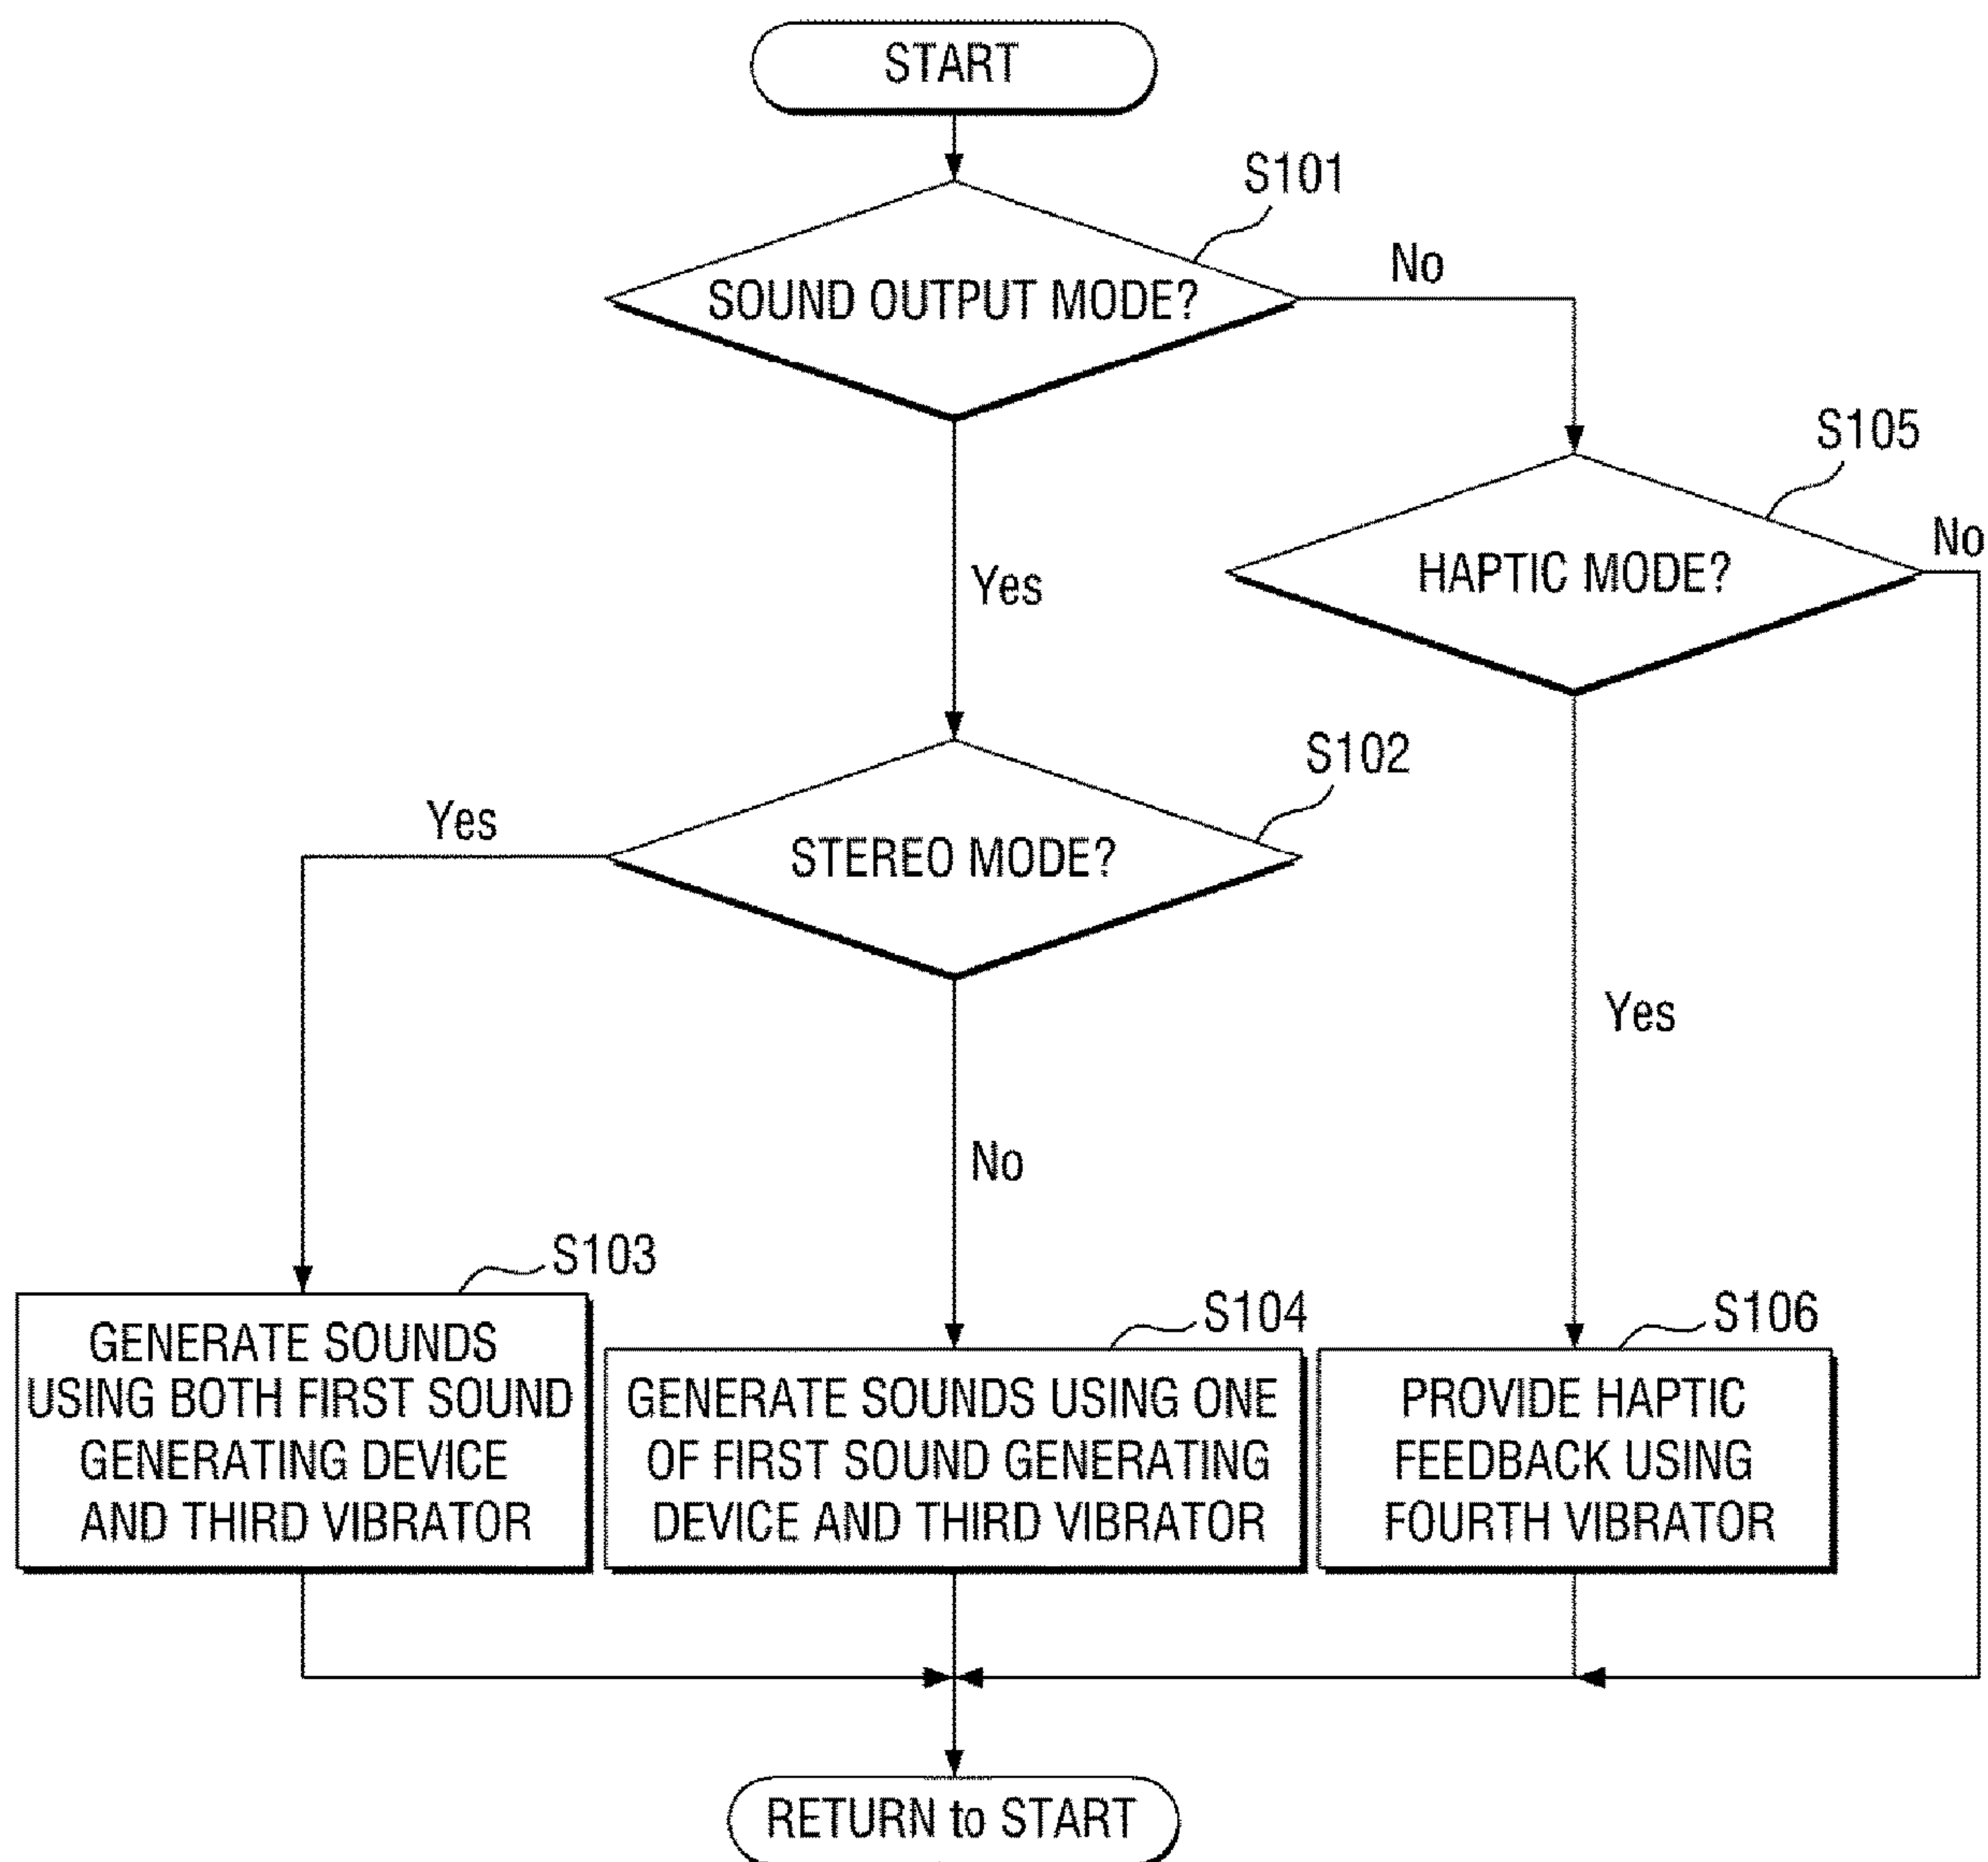 START
S101
No
SOUND OUTPUT MODE?
S105
No
HAPTIC MODE?
Yes
S102
Yes
STEREO MODE?
Yes
No
S103
GENERATE SOUNDS
USING BOTH FIRST SOUND
GENERATING DEVICE
AND THIRD VIBRATOR
S104
GENERATE SOUNDS USING ONE
OF FIRST SOUND GENERATING
DEVICE AND THIRD VIBRATOR
S106
PROVIDE HAPTIC
FEEDBACK USING
FOURTH VIBRATOR
RETURN to START